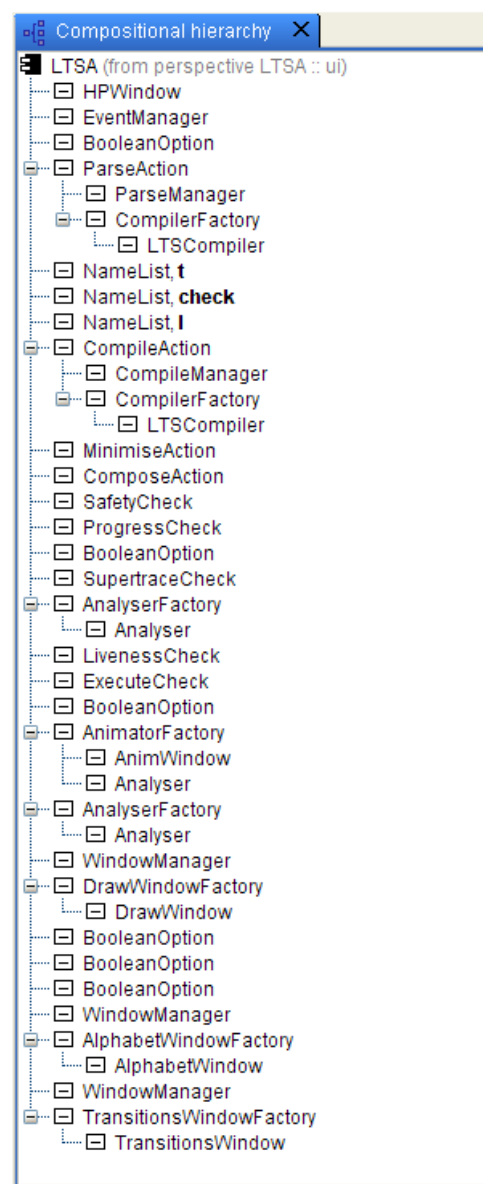 Compositional hierarchy
LTSA (from perspective LTSA :: ui)
HPWindow
EventManager
BooleanOption
ParseAction
ParseManager
CompilerFactory
LTSCompiler
NameList, t
NameList, check
NameList, l
CompileAction
CompileManager
CompilerFactory
LTSCompiler
MinimiseAction
ComposeAction
SafetyCheck
ProgressCheck
BooleanOption
SupertraceCheck
AnalyserFactory
Analyser
LivenessCheck
ExecuteCheck
BooleanOption
AnimatorFactory
AnimWindow
Analyser
AnalyserFactory
Analyser
WindowManager
DrawWindowFactory
DrawWindow
BooleanOption
BooleanOption
BooleanOption
WindowManager
AlphabetWindowFactory
AlphabetWindow
WindowManager
TransitionsWindowFactory
TransitionsWindow